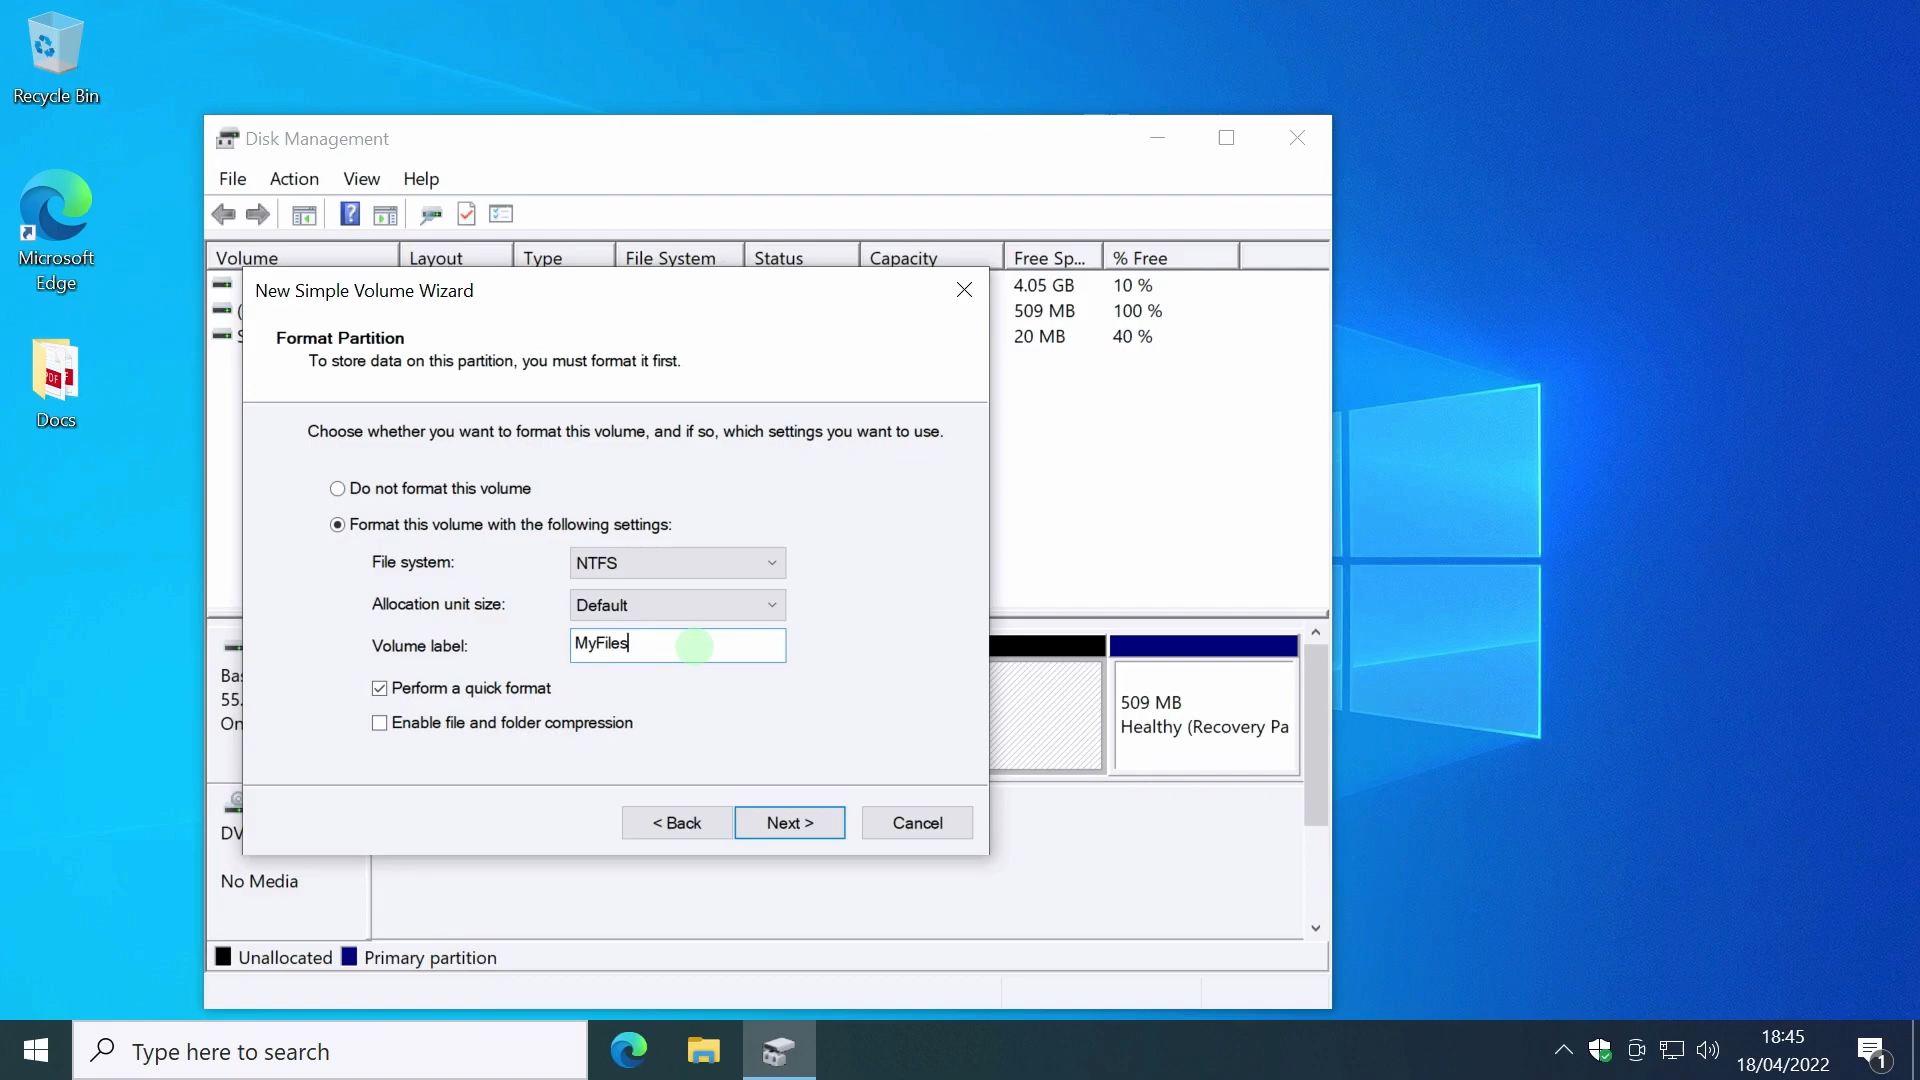 Recycle Bin
Microsoft
Edge
PDF
Docs
Disk Management
File Action View Help
Volume Layout Type File System Status Capacity Free Sp... % Free
4.05 GB 10 %
( 509 MB 100 %
S 20 MB 40 %
New Simple Volume Wizard
Format Partition
To store data on this partition, you must format it first.
Choose whether you want to format this volume, and if so, which settings you want to use.
Do not format this volume
Format this volume with the following settings:
File system: NTFS
Allocation unit size: Default
Volume label: MyFiles
Perform a quick format
Enable file and folder compression
< Back Next > Cancel
Bas
55.
On
509 MB
Healthy (Recovery Pa
DV
No Media
Unallocated Primary partition
Type here to search
18:45
18/04/2022
1